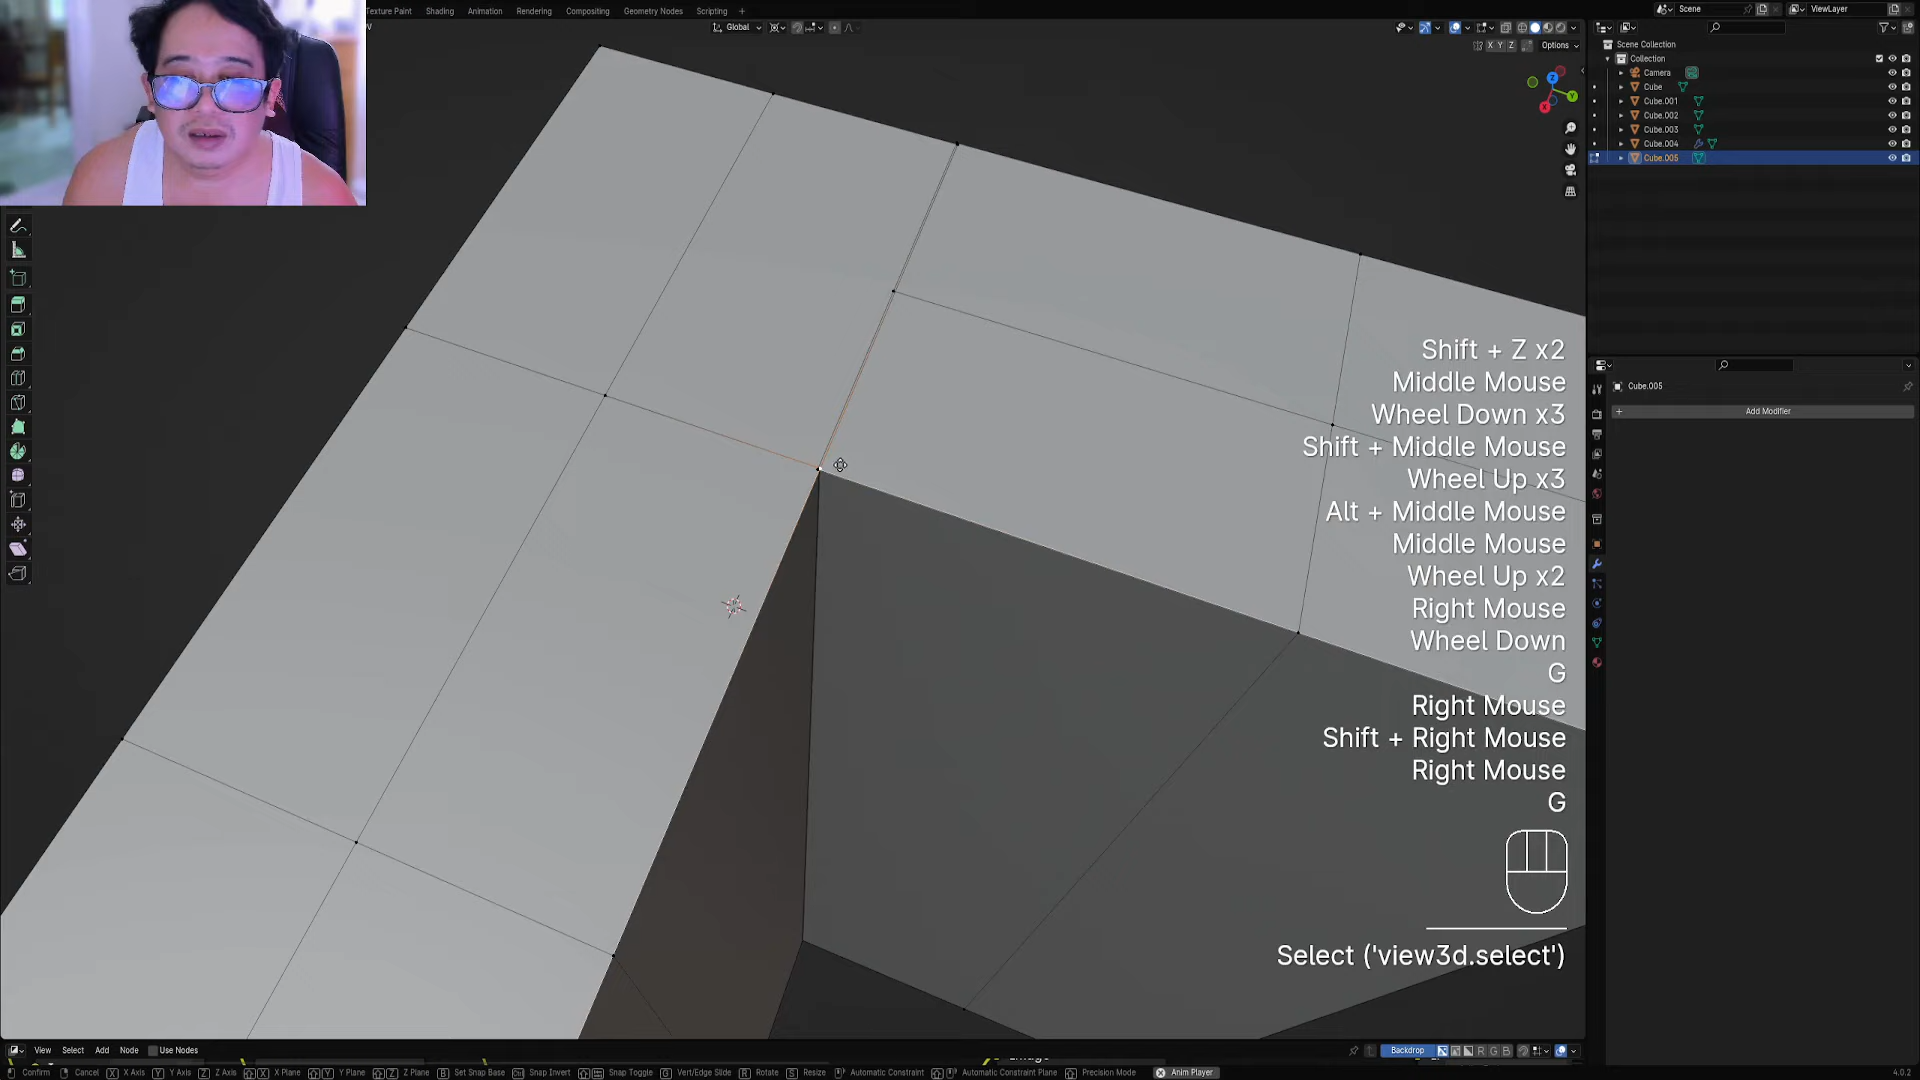 Texture Paint Shading Animation Rendering Compositing Geometry Nodes Scripting +
Scene
ViewLayer
Global
X Y Z
Options
Scene Collection
Collection
Camera
Cube
Cube.001
Cube.002
Cube.003
Cube.004
Cube.005
Cube.005
+ Add Modifier
Shift + Z x2
Middle Mouse
Wheel Down x3
Shift + Middle Mouse
Wheel Up x3
Alt + Middle Mouse
Middle Mouse
Wheel Up x2
Right Mouse
Wheel Down
G
Right Mouse
Shift + Right Mouse
Right Mouse
G
Select ('view3d.select')
View Select Add Node Use Nodes
Backdrop
R G B
Confirm Cancel X X Axis Y Y Axis Z Z Axis X X Plane Y Y Plane Z Z Plane B Set Snap Base Snap Invert Snap Toggle G Vert/Edge Slide R Rotate S Resize Automatic Constraint Automatic Constraint Plane Precision Mode Anim Player
4.0.2